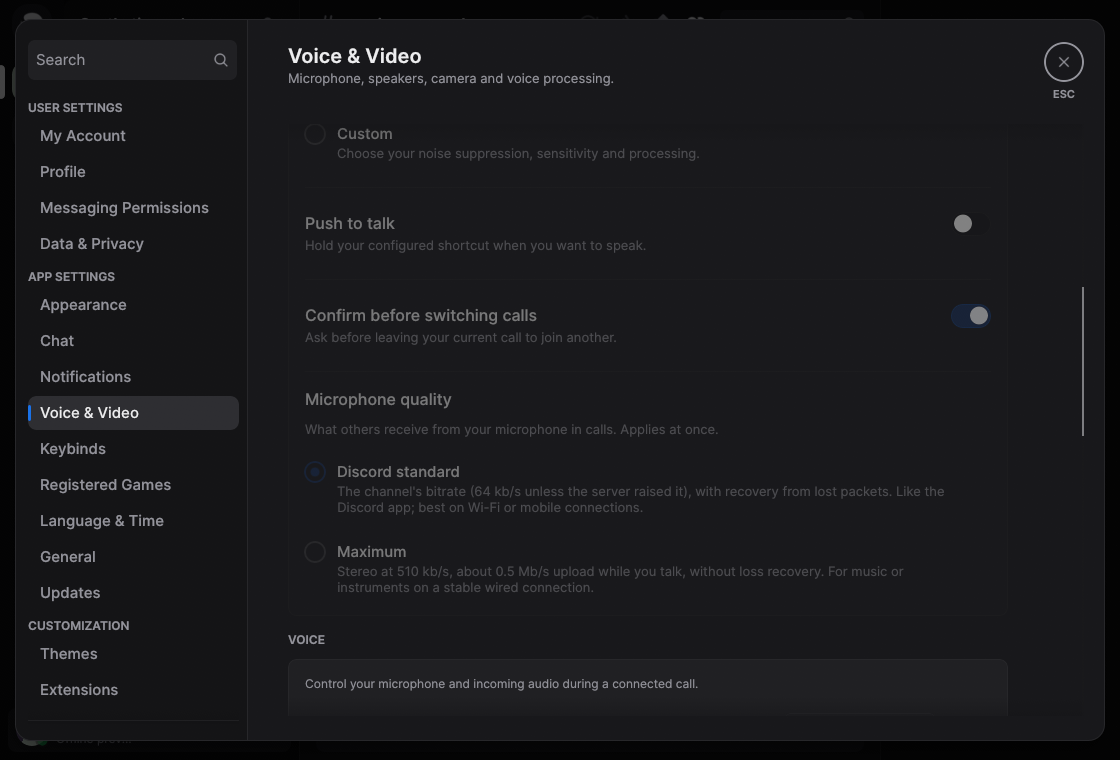 Search
USER SETTINGS
My Account
Profile
Messaging Permissions
Data & Privacy
APP SETTINGS
Appearance
Chat
Notifications
Voice & Video
Keybinds
Registered Games
Language & Time
General
Updates
CUSTOMIZATION
Themes
Extensions
Voice & Video
Microphone, speakers, camera and voice processing.
ESC
Custom
Choose your noise suppression, sensitivity and processing.
Push to talk
Hold your configured shortcut when you want to speak.
Confirm before switching calls
Ask before leaving your current call to join another.
Microphone quality
What others receive from your microphone in calls. Applies at once.
Discord standard
The channel's bitrate (64 kb/s unless the server raised it), with recovery from lost packets. Like the
Discord app; best on Wi-Fi or mobile connections.
Maximum
Stereo at 510 kb/s, about 0.5 Mb/s upload while you talk, without loss recovery. For music or
instruments on a stable wired connection.
VOICE
Control your microphone and incoming audio during a connected call.